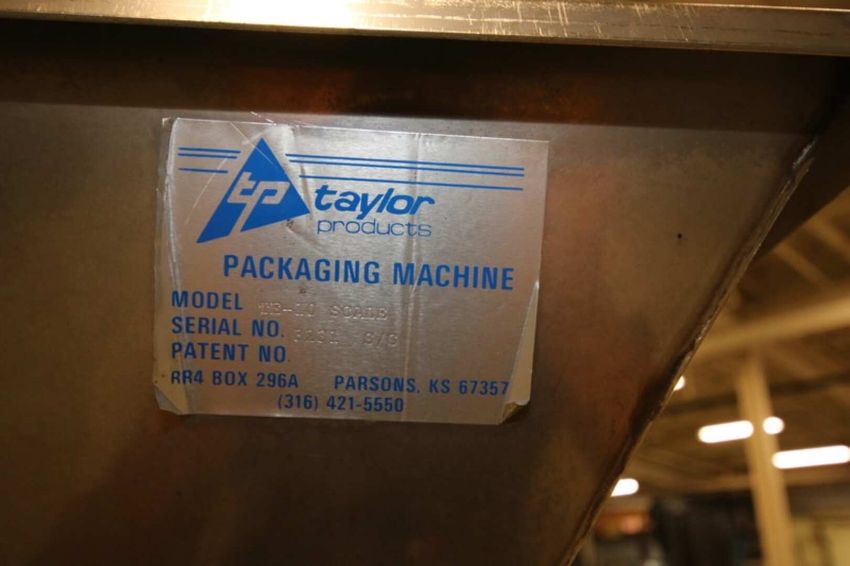 tp taylor
products
PACKAGING MACHINE
MODEL SCALE
SERIAL NO.
PATENT NO.
RR4 BOX 296A PARSONS, KS 67357
(316) 421-5550